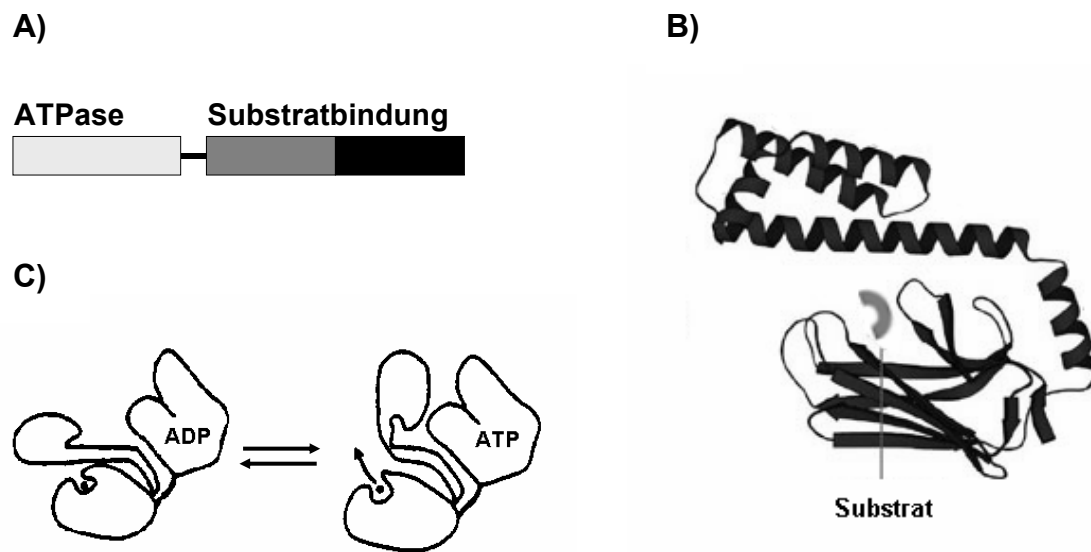 A)
B)
ATPase Substratbindung
C)
ADP
ATP
Substrat